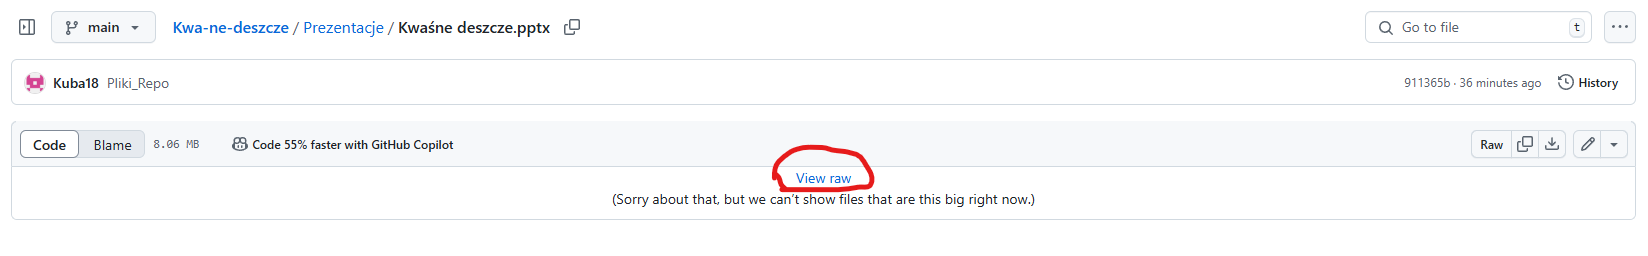 main Kwa-ne-deszcze / Prezentacje / Kwaśne deszcze.pptx Go to file t
Kuba18 Pliki_Repo 911365b · 36 minutes ago History
Code Blame 8.06 MB Code 55% faster with GitHub Copilot Raw
View raw
(Sorry about that, but we can't show files that are this big right now.)